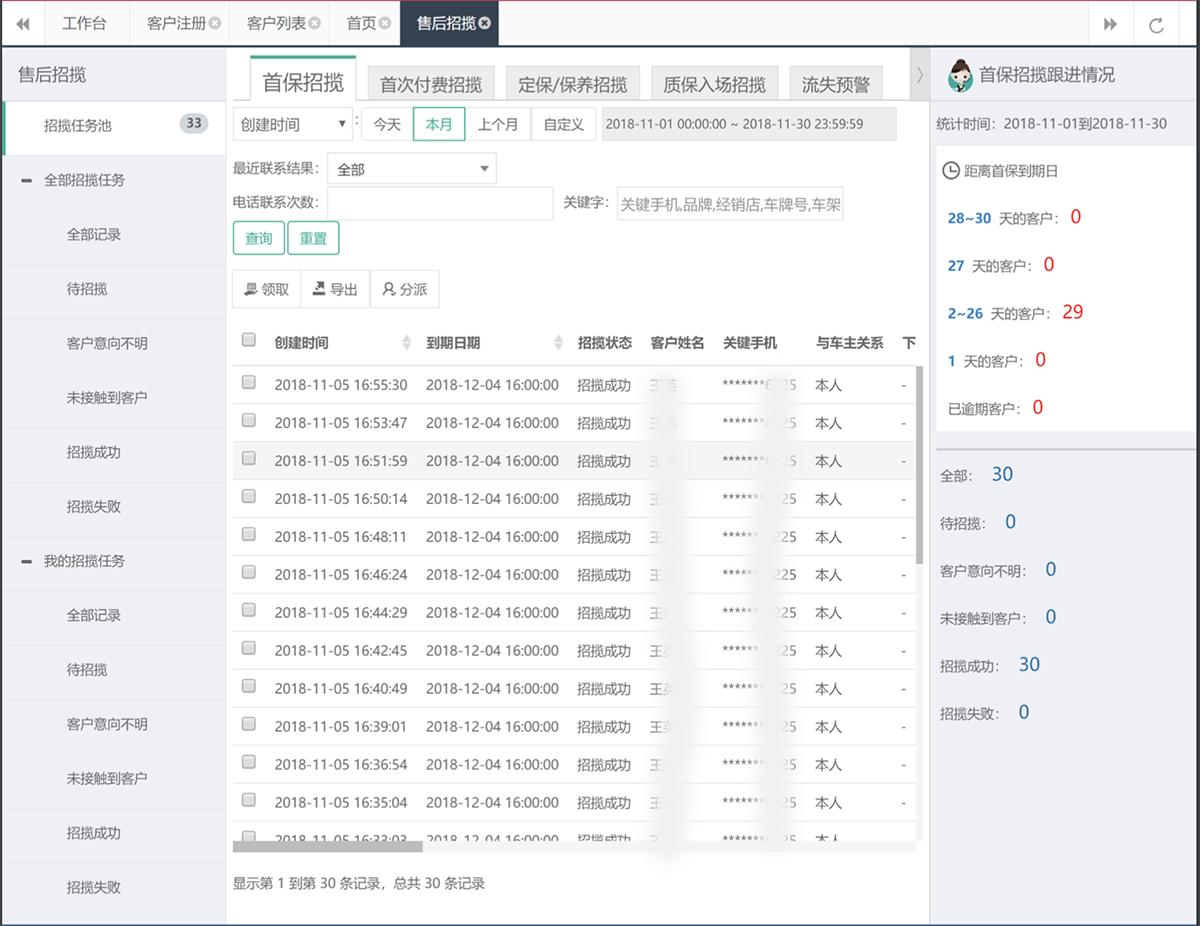 工作台 客户注册 客户列表 首页 售后招揽
售后招揽
招揽任务池 33
全部招揽任务
全部记录
待招揽
客户意向不明
未接触到客户
招揽成功
招揽失败
我的招揽任务
全部记录
待招揽
客户意向不明
未接触到客户
招揽成功
招揽失败
首保招揽 首次付费招揽 定保/保养招揽 质保入场招揽 流失预警
创建时间 : 今天 本月 上个月 自定义 2018-11-01 00:00:00 ~ 2018-11-30 23:59:59
最近联系结果: 全部
电话联系次数: 关键字: 关键手机,品牌,经销店,车牌号,车架
查询 重置
领取 导出 分派
创建时间 到期日期 招揽状态 客户姓名 关键手机 与车主关系 下
2018-11-05 16:55:30 2018-12-04 16:00:00 招揽成功 王英 *******6225 本人 -
2018-11-05 16:53:47 2018-12-04 16:00:00 招揽成功 王 ******* 25 本人 -
2018-11-05 16:51:59 2018-12-04 16:00:00 招揽成功 王 ******* 25 本人 -
2018-11-05 16:50:14 2018-12-04 16:00:00 招揽成功 王 ****** 225 本人 -
2018-11-05 16:48:11 2018-12-04 16:00:00 招揽成功 王 ****** 225 本人 -
2018-11-05 16:46:24 2018-12-04 16:00:00 招揽成功 王 ****** 225 本人 -
2018-11-05 16:44:29 2018-12-04 16:00:00 招揽成功 王 ****** 225 本人 -
2018-11-05 16:42:45 2018-12-04 16:00:00 招揽成功 王英 ****** 225 本人 -
2018-11-05 16:40:49 2018-12-04 16:00:00 招揽成功 王英 ******* 25 本人 -
2018-11-05 16:39:01 2018-12-04 16:00:00 招揽成功 王英 ******* 25 本人 -
2018-11-05 16:36:54 2018-12-04 16:00:00 招揽成功 王 ******* 25 本人 -
2018-11-05 16:35:04 2018-12-04 16:00:00 招揽成功 王 ******* 25 本人 -
2018-11-05 16:33:03 2018-12-04 16:00:00 招揽成功 王英 *******6225 本人 -
显示第 1 到第 30 条记录，总共 30 条记录
首保招揽跟进情况
统计时间：2018-11-01到2018-11-30
距离首保到期日
28~30 天的客户： 0
27 天的客户： 0
2~26 天的客户： 29
1 天的客户： 0
已逾期客户： 0
全部： 30
待招揽： 0
客户意向不明： 0
未接触到客户： 0
招揽成功： 30
招揽失败： 0